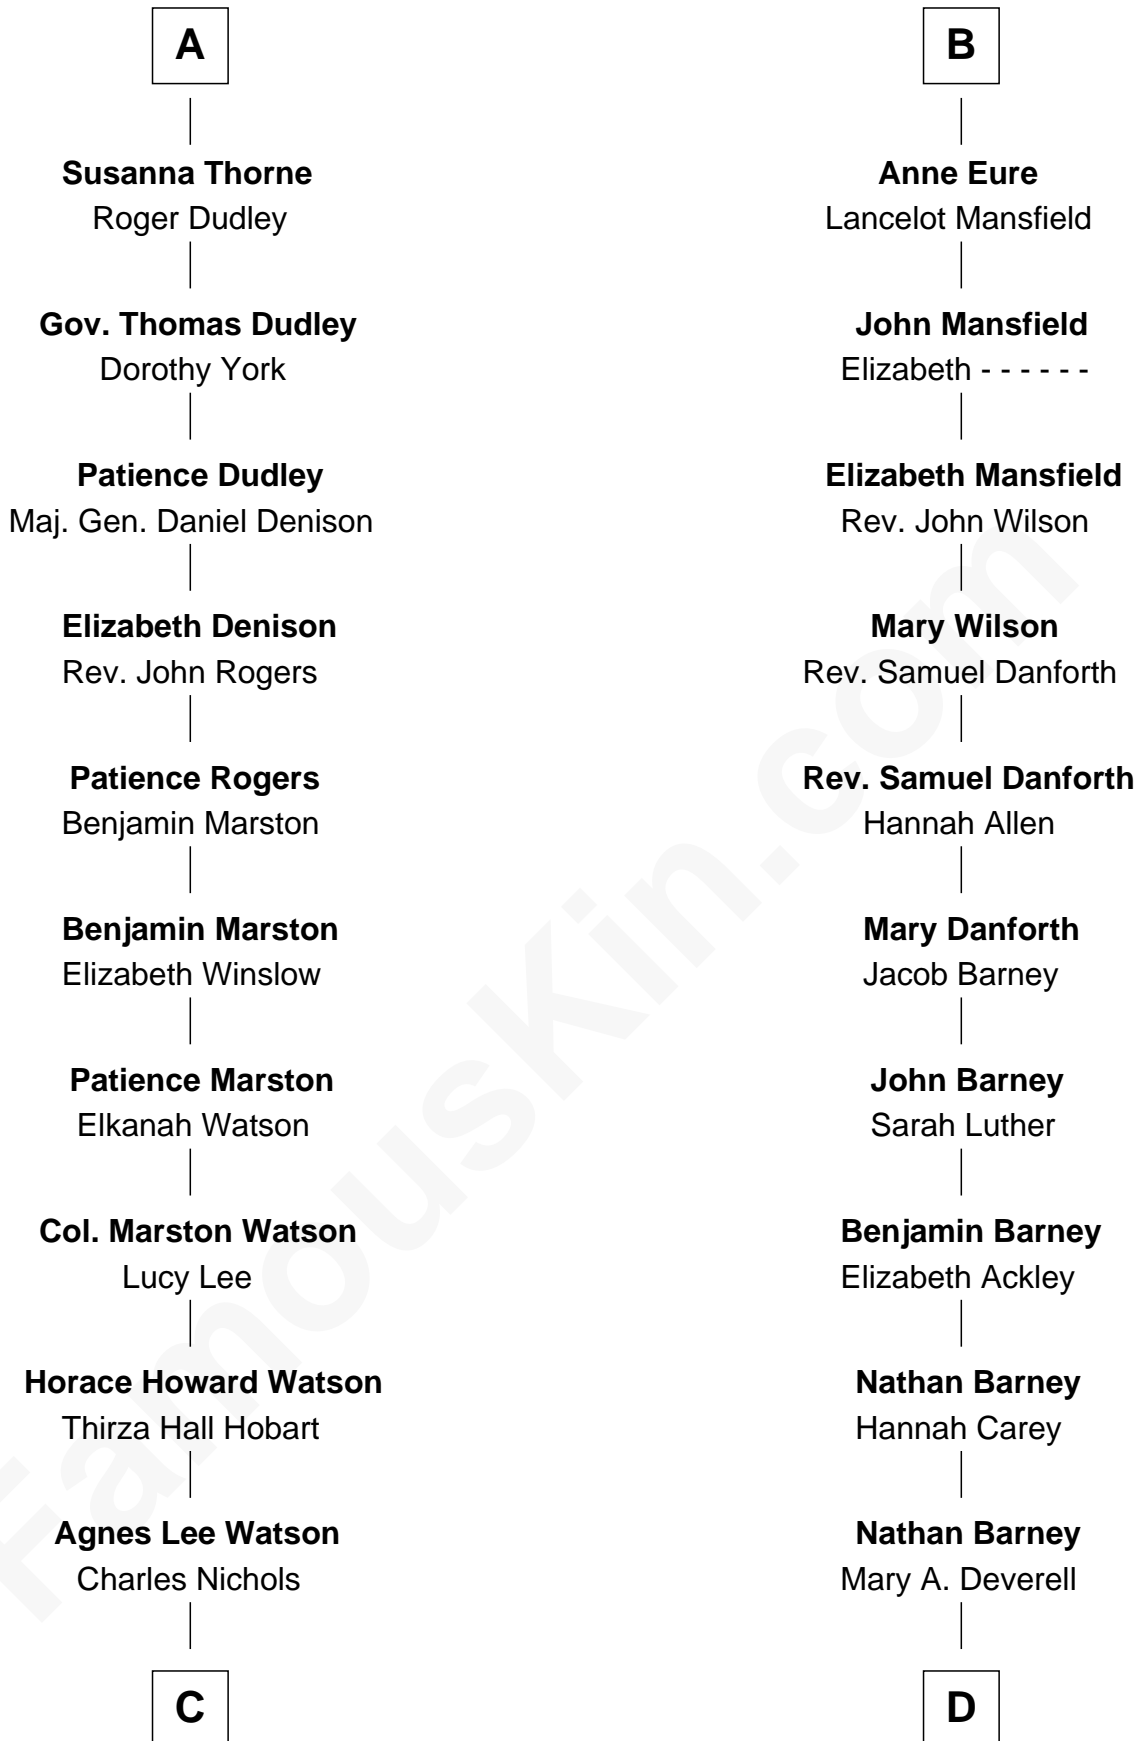 A
Susanna Thorne
Roger Dudley
Gov. Thomas Dudley
Dorothy York
Patience Dudley
Maj. Gen. Daniel Denison
Elizabeth Denison
Rev. John Rogers
Patience Rogers
Benjamin Marston
Benjamin Marston
Elizabeth Winslow
Patience Marston
Elkanah Watson
Col. Marston Watson
Lucy Lee
Horace Howard Watson
Thirza Hall Hobart
Agnes Lee Watson
Charles Nichols
C
B
Anne Eure
Lancelot Mansfield
John Mansfield
Elizabeth - - - - - -
Elizabeth Mansfield
Rev. John Wilson
Mary Wilson
Rev. Samuel Danforth
Rev. Samuel Danforth
Hannah Allen
Mary Danforth
Jacob Barney
John Barney
Sarah Luther
Benjamin Barney
Elizabeth Ackley
Nathan Barney
Hannah Carey
Nathan Barney
Mary A. Deverell
D
FamousKin.com